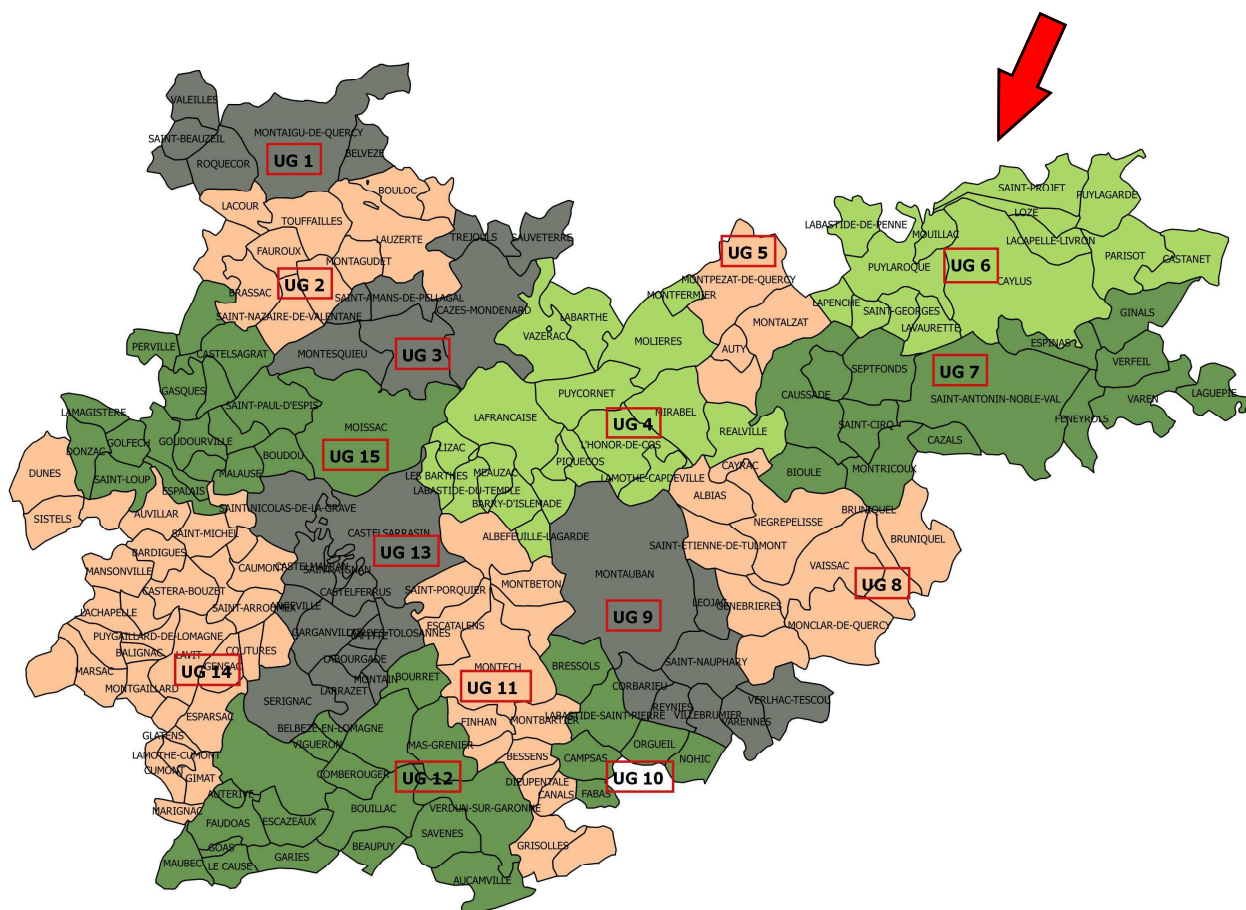 VALEILLES
SAINT-BEAUZEIL
MONTAIGU-DE-QUERCY
ROQUECOR
UG 1
BELVEZE
BOULOC
LACOUR
TOUFFAILLES
LAUZERTE
TREJOULS
SAUVETERRE
FAUROUX
MONTAGUDET
UG 2
BRASSAC
SAINT-AMANS-DE-PELLAGAL
CAZES-MONDENARD
SAINT-NAZAIRE-DE-VALENTANE
MONTESQUIEU
UG 3
PERVILLE
CASTELSAGRAT
GASQUES
SAINT-PAUL-D'ESPIS
MOISSAC
LAMAGISTERE
GOLFECH
GOUDOURVILLE
DONZAC
BOUDOU
UG 15
SAINT-LOUP
MALAUSE
ESPALAIS
LABARTHE
VAZERAC
MOLIERES
PUYCORNET
LAFRANCAISE
UG 4
MIRABEL
REALVILLE
L'HONOR-DE-COS
LIZAC
PIQUECOS
LES BARTHES
MEAUZAC
LAMOTHE-CAPDEVILLE
LABASTIDE-DU-TEMPLE
BARRY-D'ISLEMADE
ALBEFEUILLE-LAGARDE
UG 5
MONTPEZAT-DE-QUERCY
MONTFERMIER
MONTALZAT
AUTY
SAINT-PROJET
PUYLAGARDE
LABASTIDE-DE-PENNE
LOZE
MOUILLAC
LACAPELLE-LIVRON
PARISOT
CASTANET
PUYLAROQUE
UG 6
CAYLUS
LAPENCHE
SAINT-GEORGES
LAVAURETTE
GINALS
ESPINAS
VERFEIL
SEPTFONDS
UG 7
CAUSSADE
SAINT-ANTONIN-NOBLE-VAL
VAREN
LAGUEPIE
FENEYROLS
SAINT-CIRQ
CAZALS
BIOULE
MONTRICOUX
CAYRAC
ALBIAS
BRUNIQUEL
NEGREPELISSE
BRUNIQUEL
SAINT-ETIENNE-DE-TULMONT
VAISSAC
UG 8
GENEBRIERES
MONCLAR-DE-QUERCY
MONTAUBAN
LEOJAC
UG 9
SAINT-NAUPHARY
CORBARIEU
REYNIES
VILLEBRUMIER
VERLHAC-TESCOU
VARENNES
BRESSOLS
LABASTIDE-SAINT-PIERRE
ORGUEIL
NOHIC
CAMPSAS
UG 10
FABAS
DUNES
SISTELS
AUVILLAR
SAINT-MICHEL
BARDIGUES
MANSONVILLE
CAUMONT
CASTERA-BOUZET
LACHAPELLE
SAINT-ARROUMEX
PUYGAILLARD-DE-LOMAGNE
BALIGNAC
LAVIT
COUTURES
MARSAC
GENSAC
UG 14
MONTGAILLARD
ESPARSAC
GLATENS
LAMOTHE-CUMONT
CUMONT
GIMAT
MARIGNAC
SAINT-NICOLAS-DE-LA-GRAVE
CASTELSARRASIN
UG 13
CASTELMAYRAN
SAINT-AIGNAN
CASTELFERRUS
ANGEVILLE
GARGANVILLAR
CORDES-TOLOSANNES
LAFITTE
LABOURGADE
MONTAIN
LARRAZET
SERIGNAC
MONTBETON
SAINT-PORQUIER
ESCATALENS
MONTECH
UG 11
FINHAN
MONTBARTIER
BESSENS
DIEUPENTALE
CANALS
GRISOLLES
BOURRET
BELBEZE-EN-LOMAGNE
VIGUERON
MAS-GRENIER
COMBEROUGER
UG 12
AUTERIVE
BOUILLAC
VERDUN-SUR-GARONNE
FAUDOAS
ESCAZEAUX
SAVENES
GOAS
BEAUPUY
MAUBEC
LE CAUSE
GARIES
AUCAMVILLE